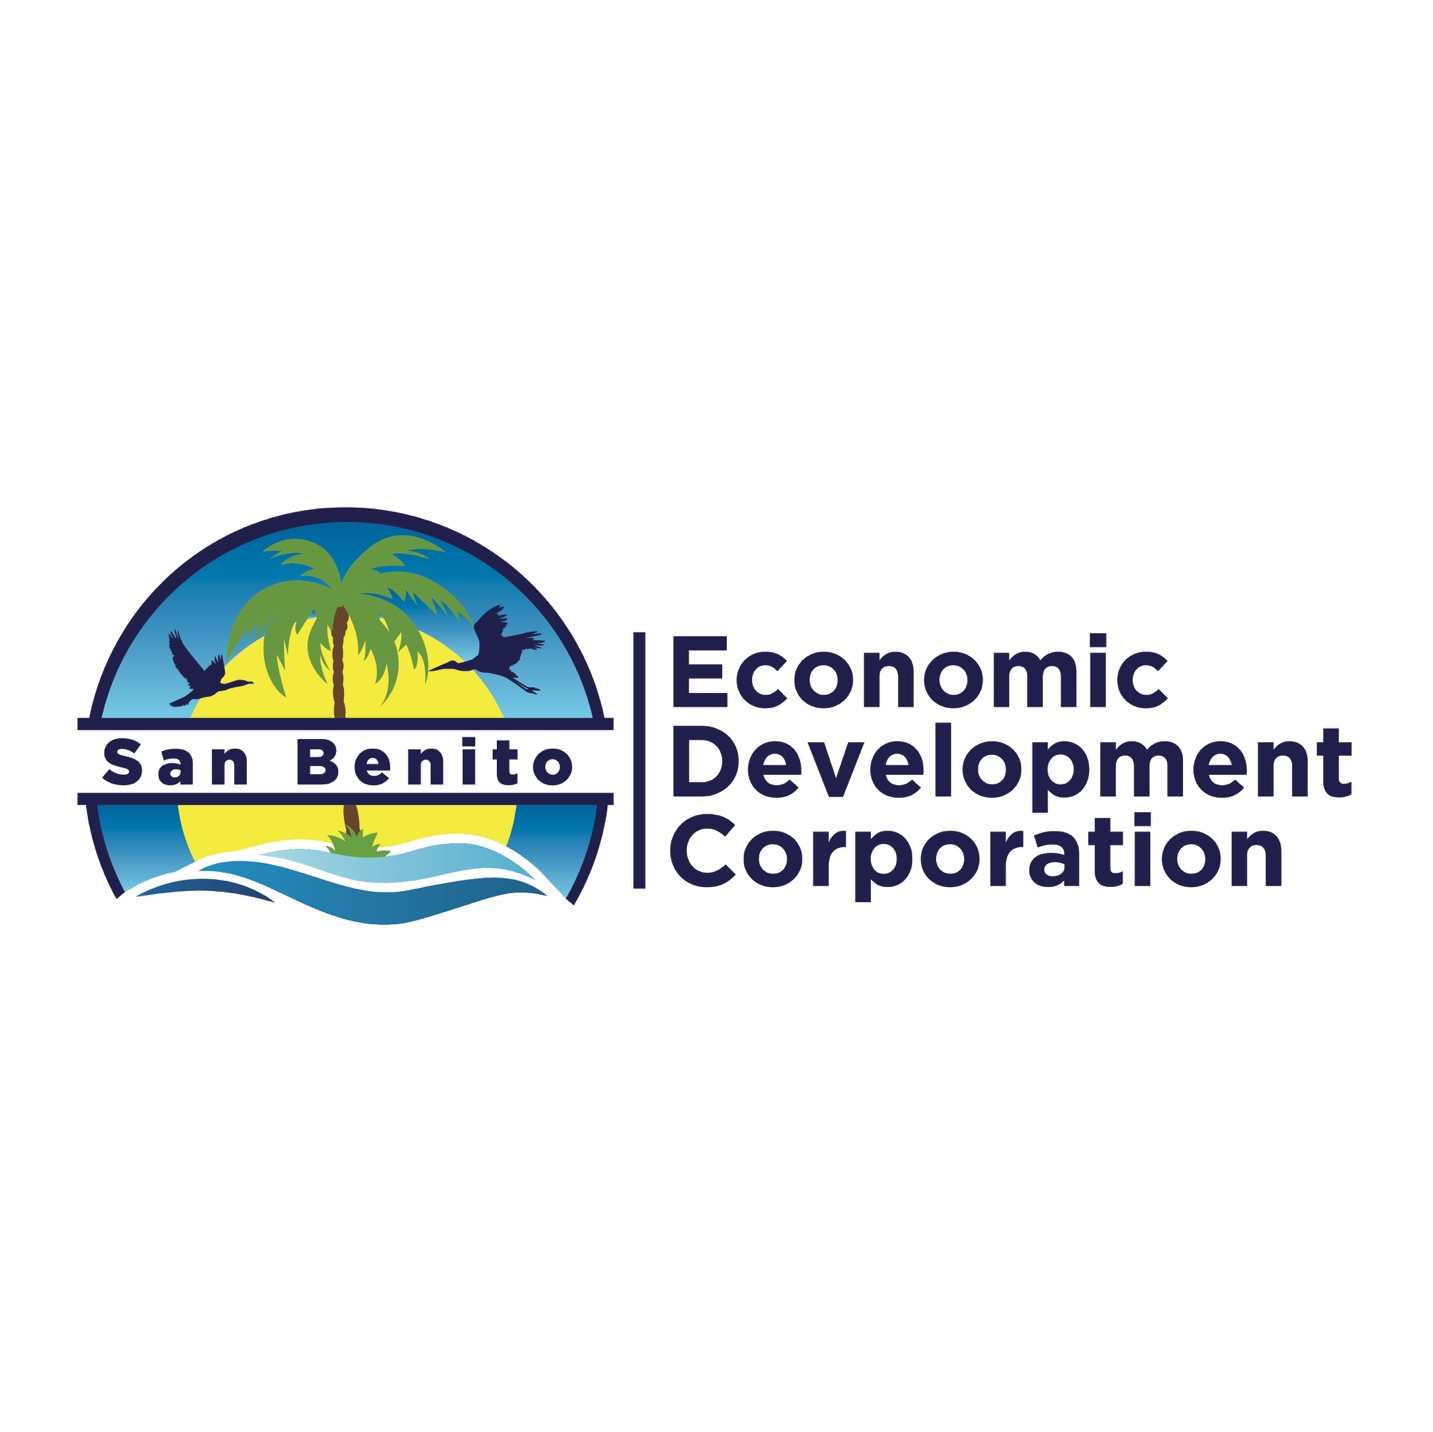 San Benito
Economic
Development
Corporation